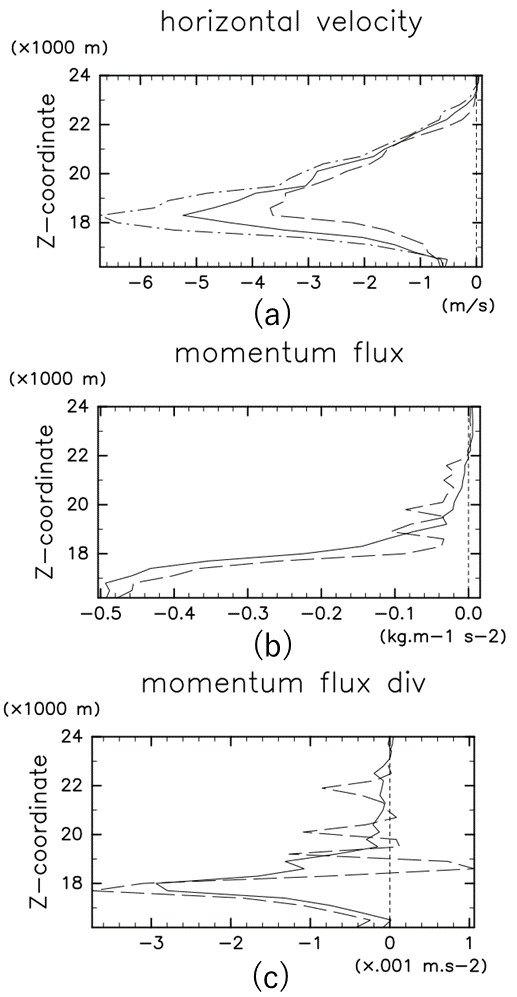 horizontal velocity
(×1000 m)
24
22
20
18
Z−coordinate
−6 −5 −4 −3 −2 −1 0
(m/s)
(a)
momentum flux
(×1000 m)
24
22
20
18
Z−coordinate
−0.5 −0.4 −0.3 −0.2 −0.1 0.0
(kg.m−1 s−2)
(b)
momentum flux div
(×1000 m)
24
22
20
18
Z−coordinate
−3 −2 −1 0 1
(×.001 m.s−2)
(c)